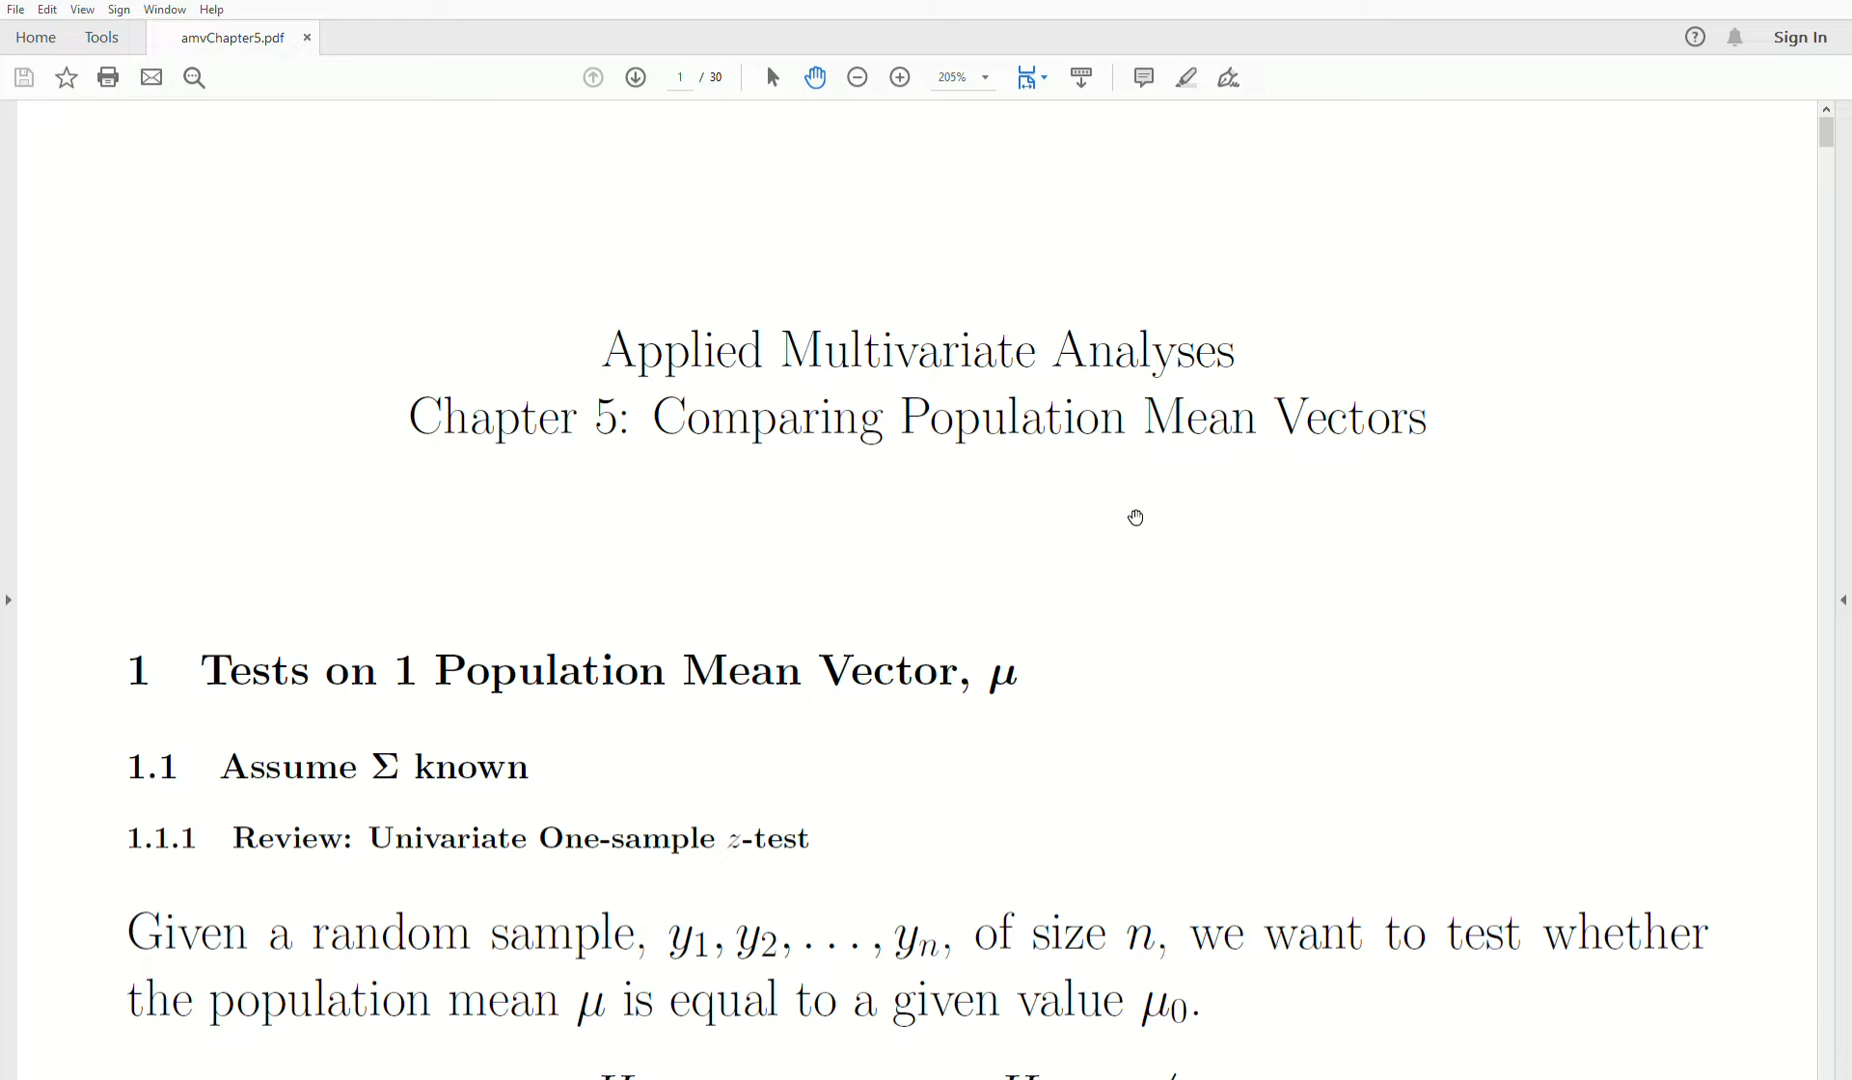 File Edit View Sign Window Help
Home Tools amvChapter5.pdf × Sign In
1 / 30 205%
Applied Multivariate Analyses
Chapter 5: Comparing Population Mean Vectors
1 Tests on 1 Population Mean Vector, μ
1.1 Assume Σ known
1.1.1 Review: Univariate One-sample z-test
Given a random sample, y₁, y₂, . . . , yₙ, of size n, we want to test whether
the population mean μ is equal to a given value μ₀.